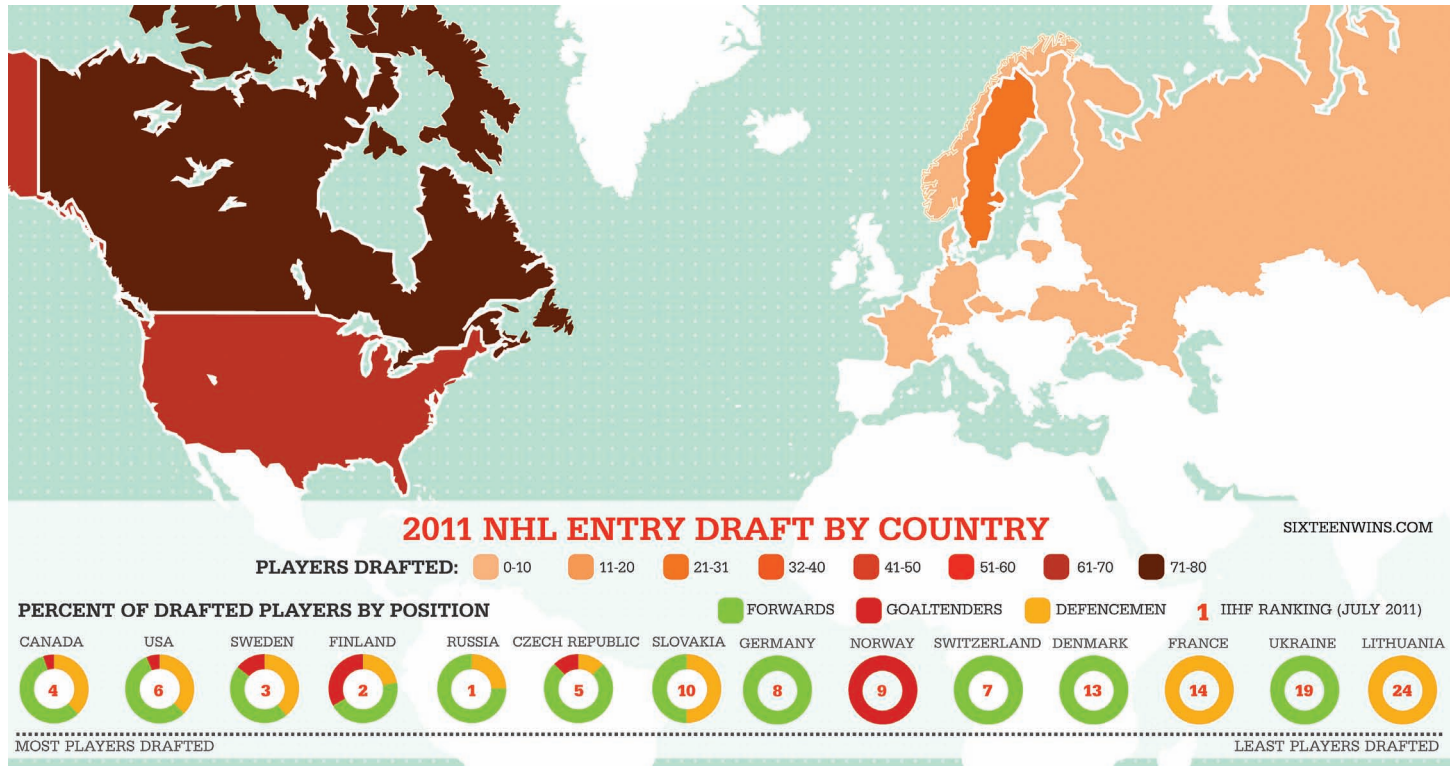 2011 NHL ENTRY DRAFT BY COUNTRY
SIXTEENWINS.COM
PLAYERS DRAFTED: 0-10 11-20 21-31 32-40 41-50 51-60 61-70 71-80
PERCENT OF DRAFTED PLAYERS BY POSITION FORWARDS GOALTENDERS DEFENCEMEN 1 IIHF RANKING (JULY 2011)
CANADA USA SWEDEN FINLAND RUSSIA CZECH REPUBLIC SLOVAKIA GERMANY NORWAY SWITZERLAND DENMARK FRANCE UKRAINE LITHUANIA
4 6 3 2 1 5 10 8 9 7 13 14 19 24
MOST PLAYERS DRAFTED LEAST PLAYERS DRAFTED